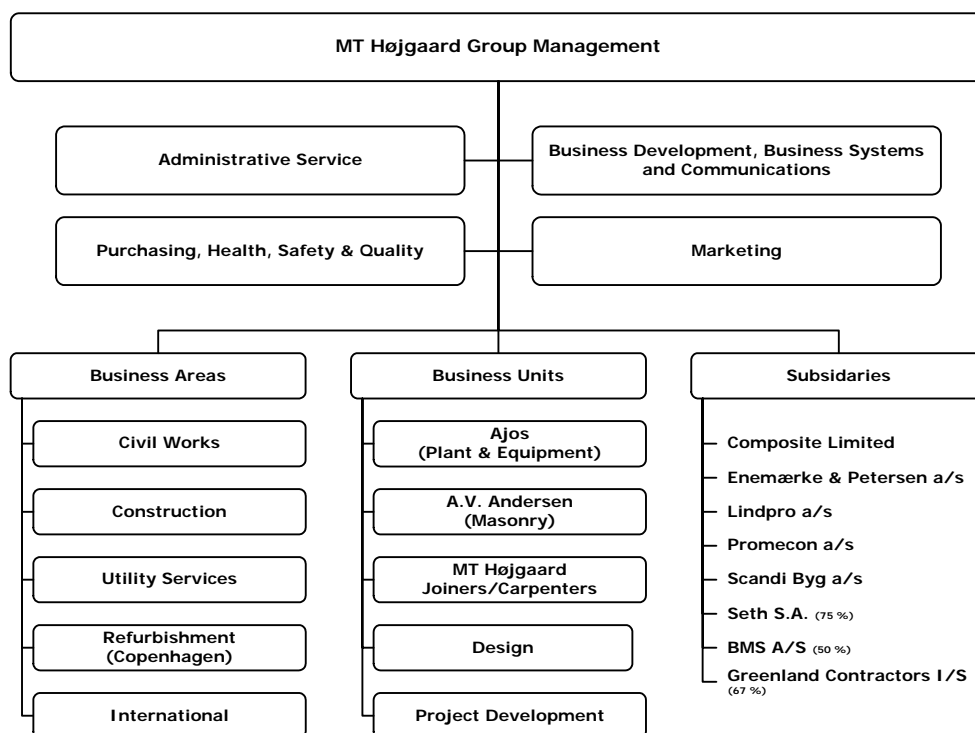 MT Højgaard Group Management
Administrative Service
Business Development, Business Systems
and Communications
Purchasing, Health, Safety & Quality
Marketing
Business Areas
Civil Works
Construction
Utility Services
Refurbishment
(Copenhagen)
International
Business Units
Ajos
(Plant & Equipment)
A.V. Andersen
(Masonry)
MT Højgaard
Joiners/Carpenters
Design
Project Development
Subsidaries
Composite Limited
Enemærke & Petersen a/s
Lindpro a/s
Promecon a/s
Scandi Byg a/s
Seth S.A. (75 %)
BMS A/S (50 %)
Greenland Contractors I/S
(67 %)